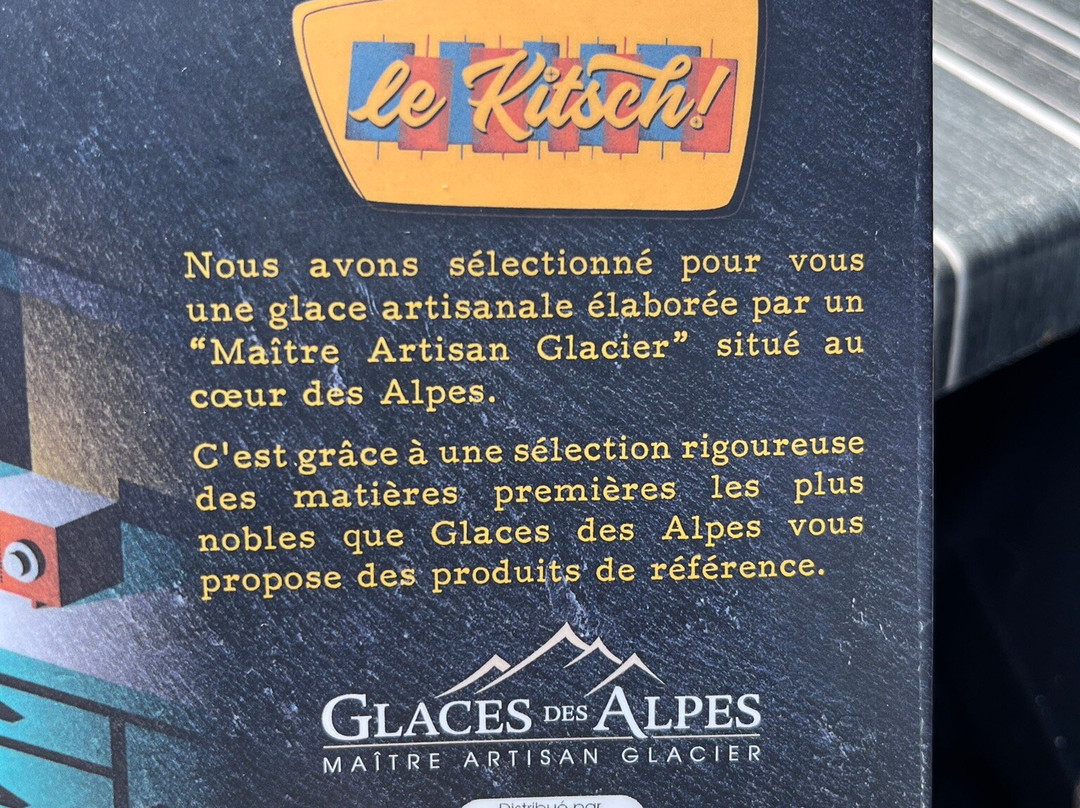 le Kitsch!
Nous avons sélectionné pour vous
une glace artisanale élaborée par un
“Maître Artisan Glacier” situé au
cœur des Alpes.
C'est grâce à une sélection rigoureuse
des matières premières les plus
nobles que Glaces des Alpes vous
propose des produits de référence.
GLACES DES ALPES
MAÎTRE ARTISAN GLACIER
Distribué par